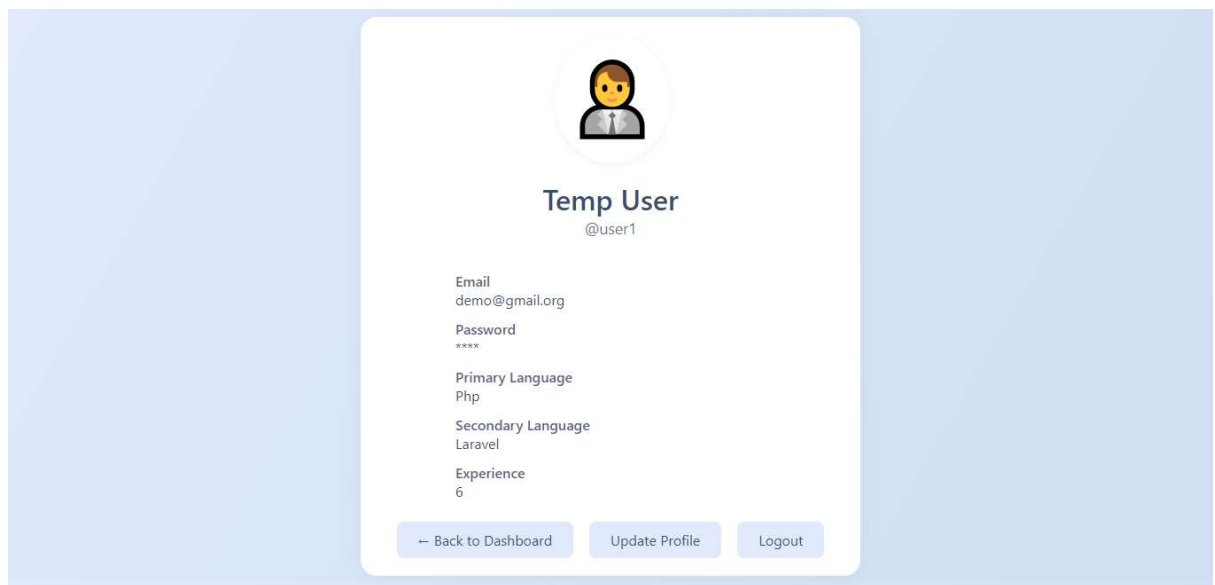 Temp User
@user1
Email
demo@gmail.org
Password
****
Primary Language
Php
Secondary Language
Laravel
Experience
6
← Back to Dashboard
Update Profile
Logout